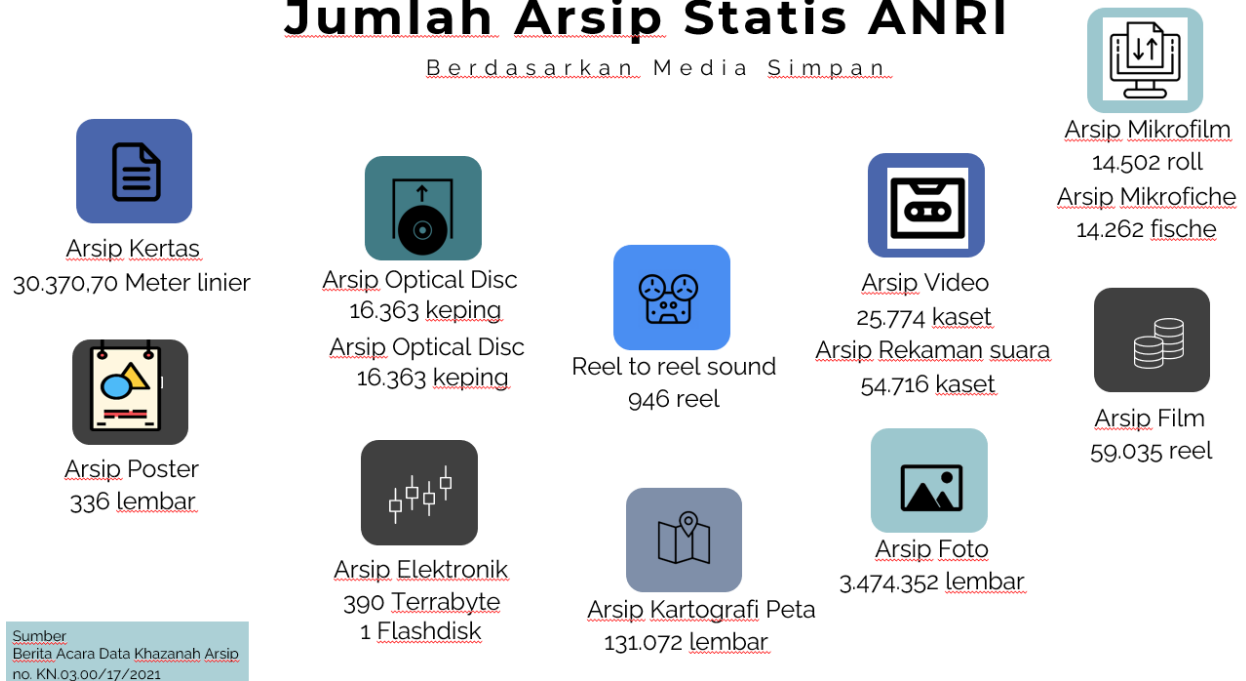 Jumlah Arsip Statis ANRI
Berdasarkan Media Simpan
Arsip Kertas
30.370,70 Meter linier
Arsip Poster
336 lembar
Arsip Optical Disc
16.363 keping
Arsip Optical Disc
16.363 keping
Arsip Elektronik
390 Terrabyte
1 Flashdisk
Reel to reel sound
946 reel
Arsip Kartografi Peta
131.072 lembar
Arsip Video
25.774 kaset
Arsip Rekaman suara
54.716 kaset
Arsip Foto
3.474.352 lembar
Arsip Mikrofilm
14.502 roll
Arsip Mikrofiche
14.262 fische
Arsip Film
59.035 reel
Sumber
Berita Acara Data Khazanah Arsip
no. KN.03.00/17/2021